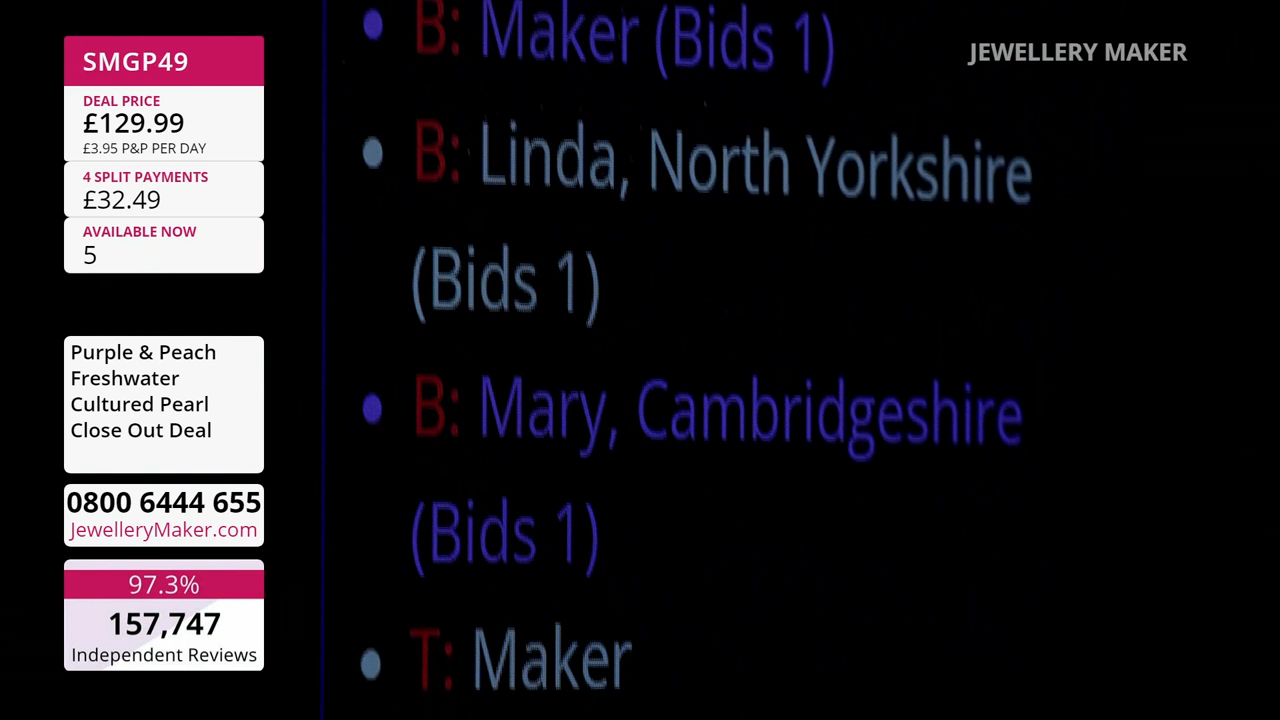 SMGP49
DEAL PRICE
£129.99
£3.95 P&P PER DAY
4 SPLIT PAYMENTS
£32.49
AVAILABLE NOW
5
Purple & Peach
Freshwater
Cultured Pearl
Close Out Deal
0800 6444 655
JewelleryMaker.com
97.3%
157,747
Independent Reviews
JEWELLERY MAKER
• B: Maker (Bids 1)
• B: Linda, North Yorkshire
(Bids 1)
• B: Mary, Cambridgeshire
(Bids 1)
• T: Maker